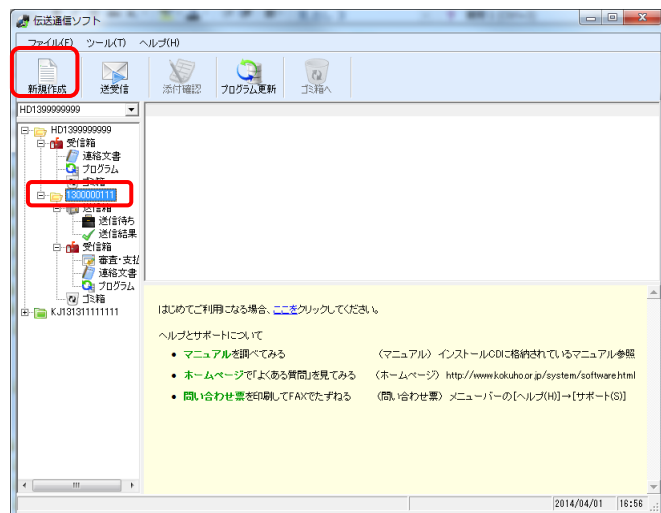 伝送通信ソフト
ファイル(F) ツール(T) ヘルプ(H)
新規作成 送受信 添付確認 プログラム更新 ゴミ箱へ
HD1399999999
HD1399999999
受信箱
連絡文書
プログラム
ゴミ箱
1300000111
送信箱
送信待ち
送信結果
受信箱
審査・支払
連絡文書
プログラム
ゴミ箱
KJ131311111111
はじめてご利用になる場合、ここをクリックしてください。
ヘルプとサポートについて
• マニュアルを調べてみる (マニュアル) インストールCDに格納されているマニュアル参照
• ホームページで「よくある質問」を見てみる (ホームページ) http://www.kokuho.or.jp/system/software.html
• 問い合わせ票を印刷してFAXでたずねる (問い合わせ票) メニューバーの[ヘルプ(H)]→[サポート(S)]
2014/04/01 16:56